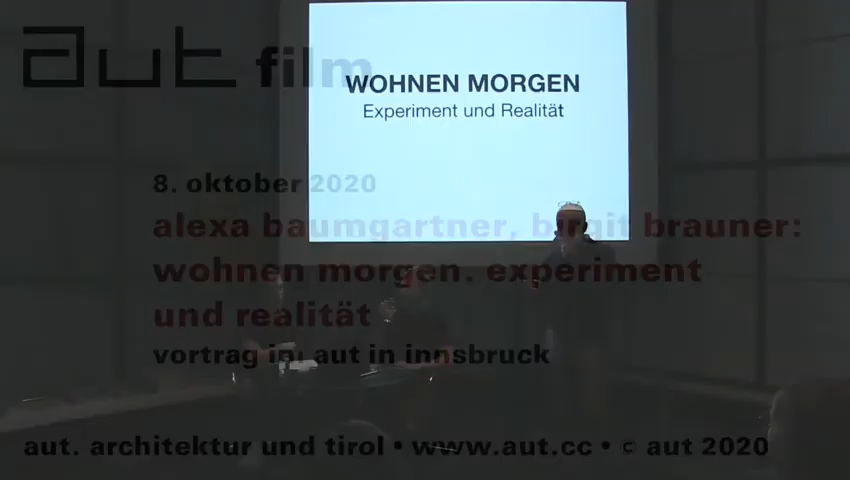 aut film
WOHNEN MORGEN
Experiment und Realität
8. oktober 2020
alexa baumgartner, birgit brauner:
wohnen morgen. experiment
und realität
vortrag im aut in innsbruck
aut. architektur und tirol • www.aut.cc • © aut 2020